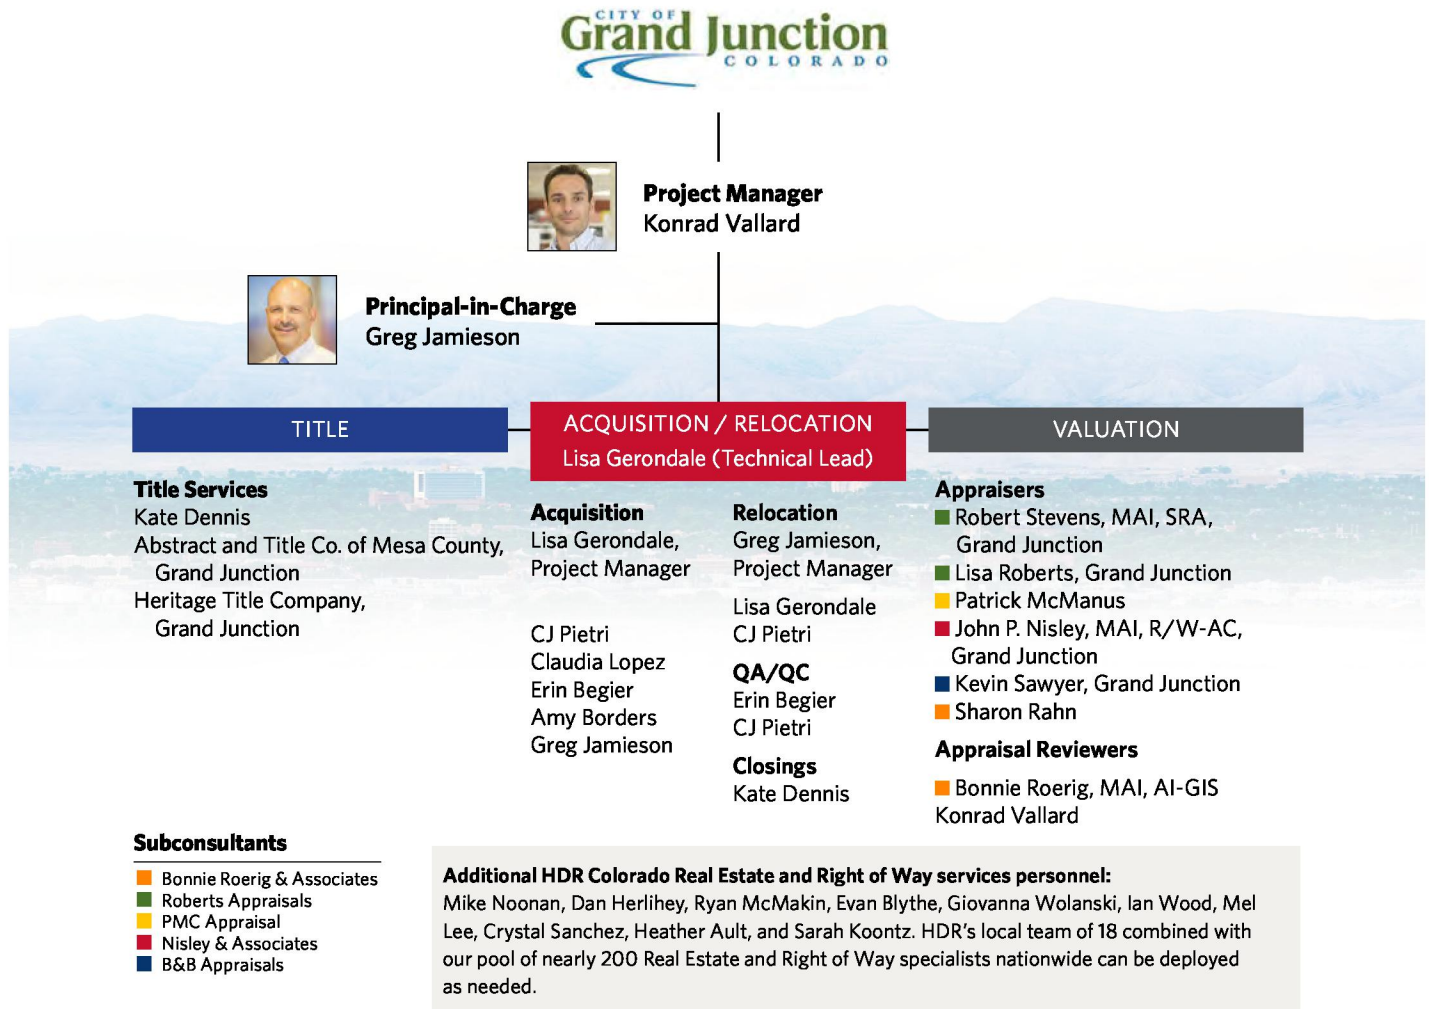 CITY OF
Grand Junction
COLORADO
Project Manager
Konrad Vallard
Principal-in-Charge
Greg Jamieson
TITLE
Title Services
Kate Dennis
Abstract and Title Co. of Mesa County,
Grand Junction
Heritage Title Company,
Grand Junction
ACQUISITION / RELOCATION
Lisa Gerondale (Technical Lead)
Acquisition
Lisa Gerondale,
Project Manager
CJ Pietri
Claudia Lopez
Erin Begier
Amy Borders
Greg Jamieson
Relocation
Greg Jamieson,
Project Manager
Lisa Gerondale
CJ Pietri
QA/QC
Erin Begier
CJ Pietri
Closings
Kate Dennis
VALUATION
Appraisers
Robert Stevens, MAI, SRA,
Grand Junction
Lisa Roberts, Grand Junction
Patrick McManus
John P. Nisley, MAI, R/W-AC,
Grand Junction
Kevin Sawyer, Grand Junction
Sharon Rahn
Appraisal Reviewers
Bonnie Roerig, MAI, AI-GIS
Konrad Vallard
Subconsultants
Bonnie Roerig & Associates
Roberts Appraisals
PMC Appraisal
Nisley & Associates
B&B Appraisals
Additional HDR Colorado Real Estate and Right of Way services personnel:
Mike Noonan, Dan Herlihey, Ryan McMakin, Evan Blythe, Giovanna Wolanski, Ian Wood, Mel
Lee, Crystal Sanchez, Heather Ault, and Sarah Koontz. HDR's local team of 18 combined with
our pool of nearly 200 Real Estate and Right of Way specialists nationwide can be deployed
as needed.